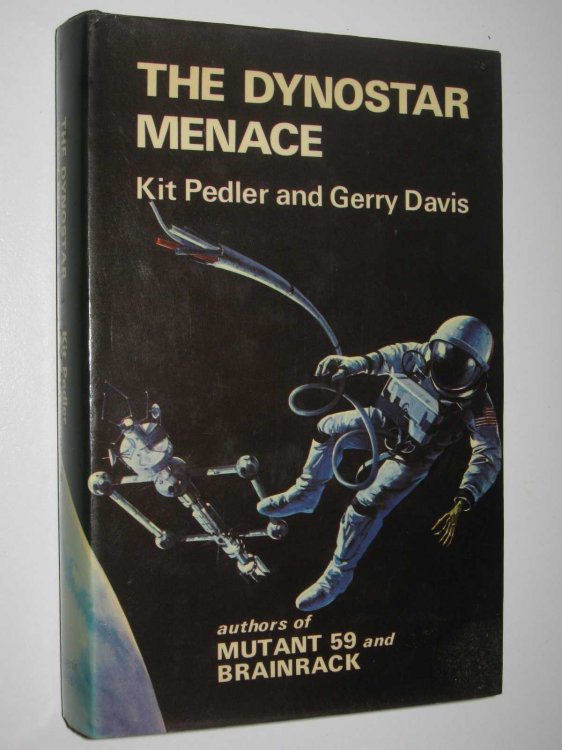 THE DYNOSTAR
MENACE
Kit Pedler and Gerry Davis
authors of
MUTANT 59 and
BRAINRACK
THE DYNOSTAR
Kit Pedler